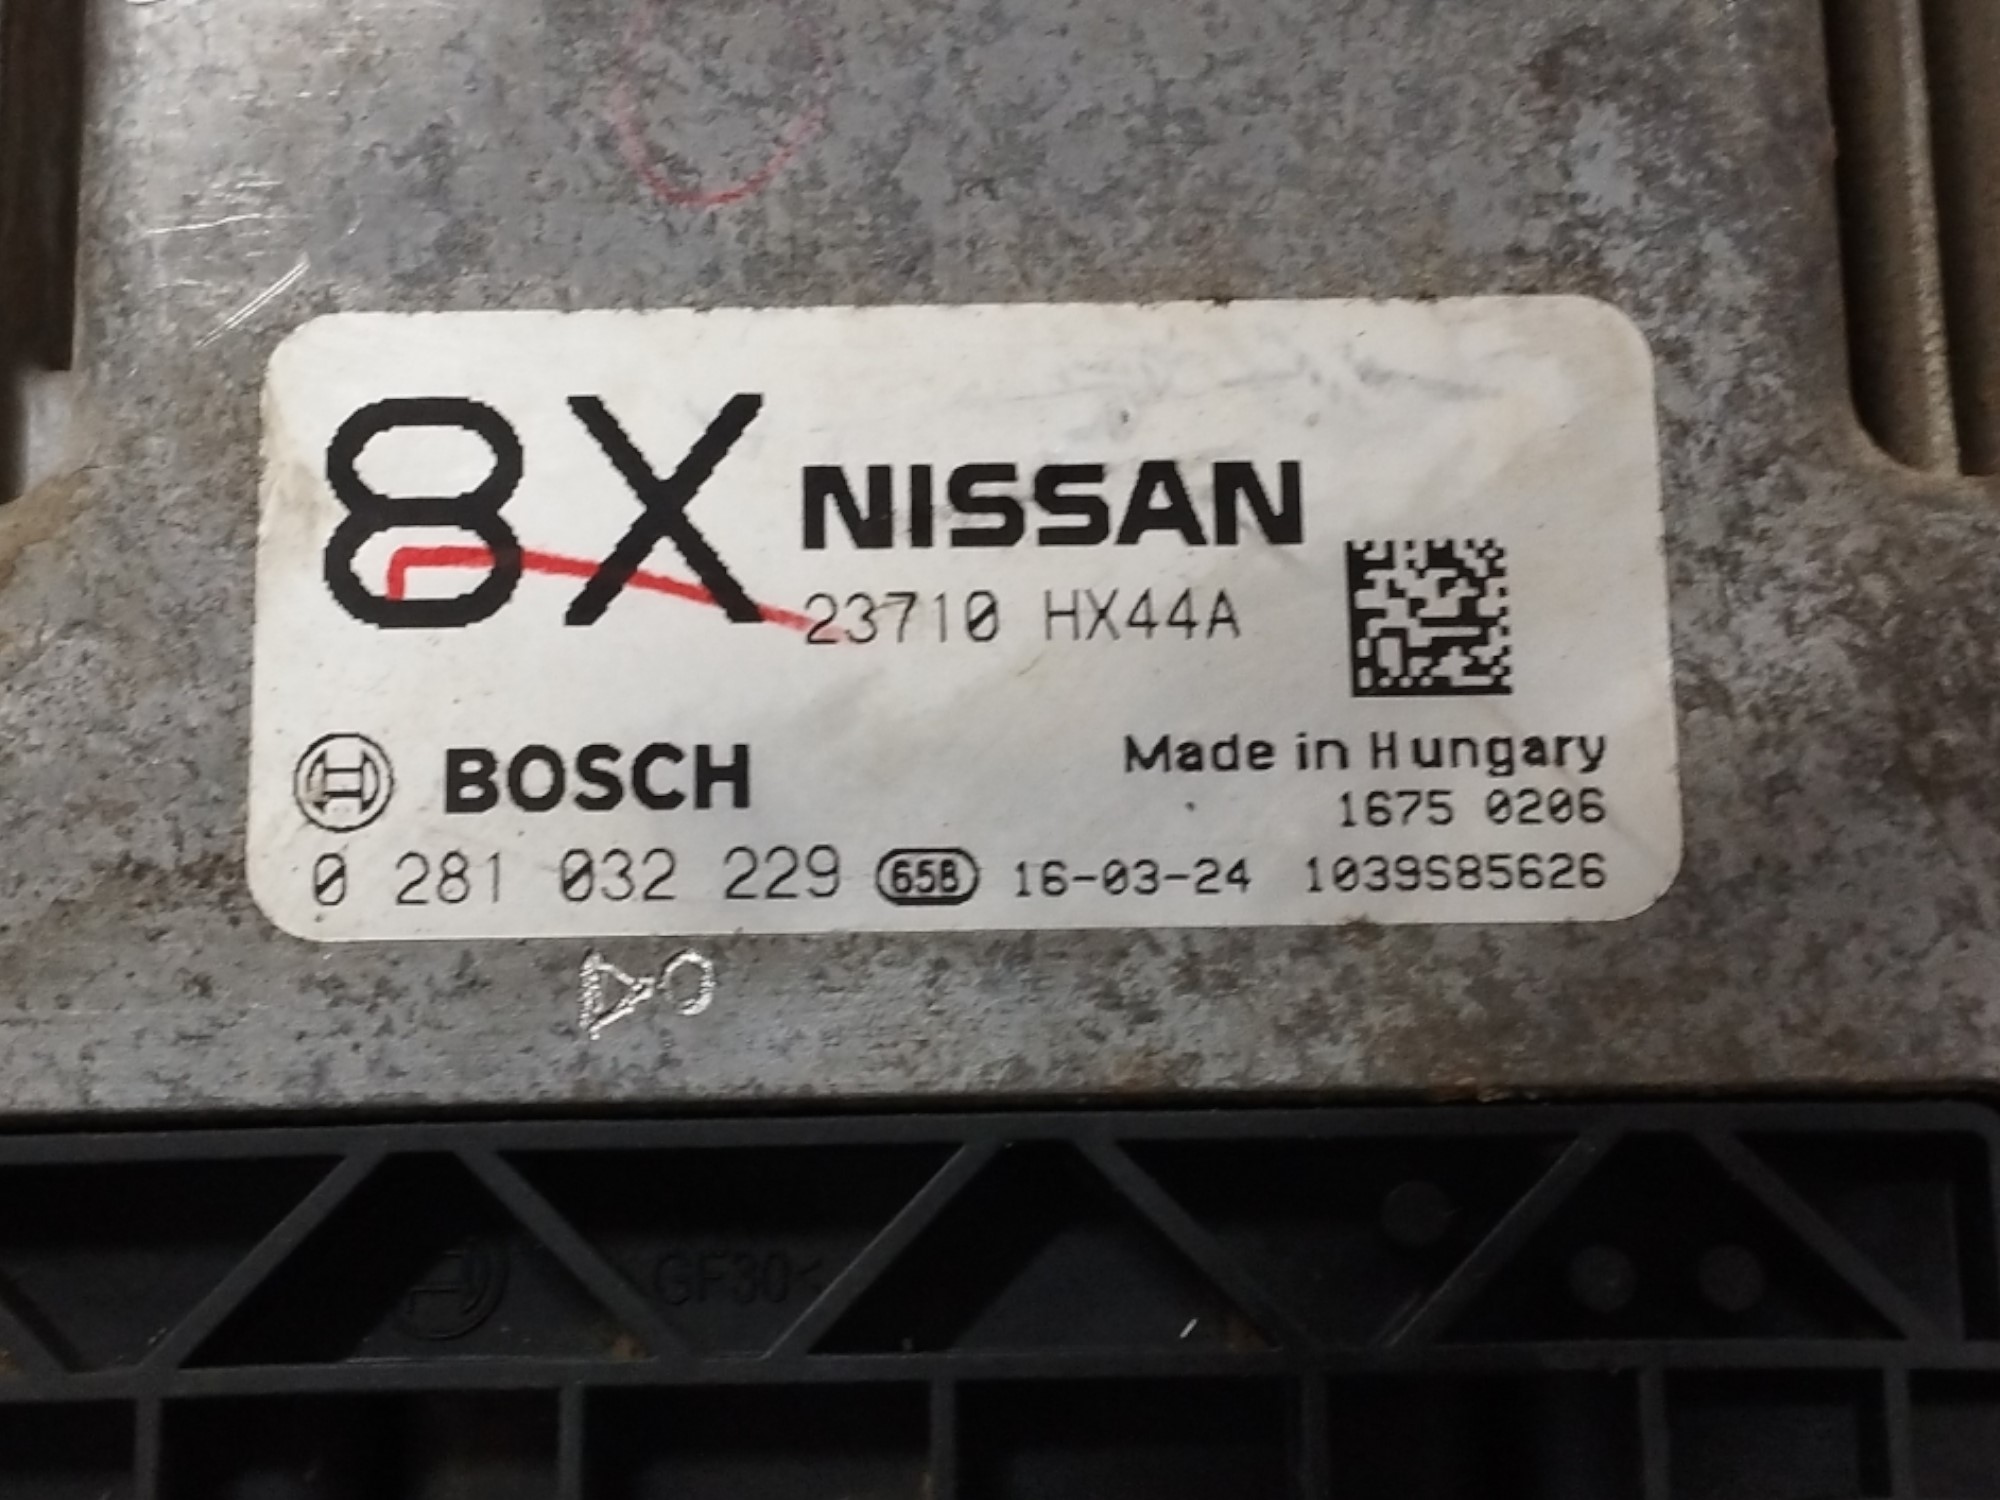 8X NISSAN
23710 HX44A
BOSCH Made in Hungary
1675 0206
0 281 032 229 658 16-03-24 1039S85626
>GF30<